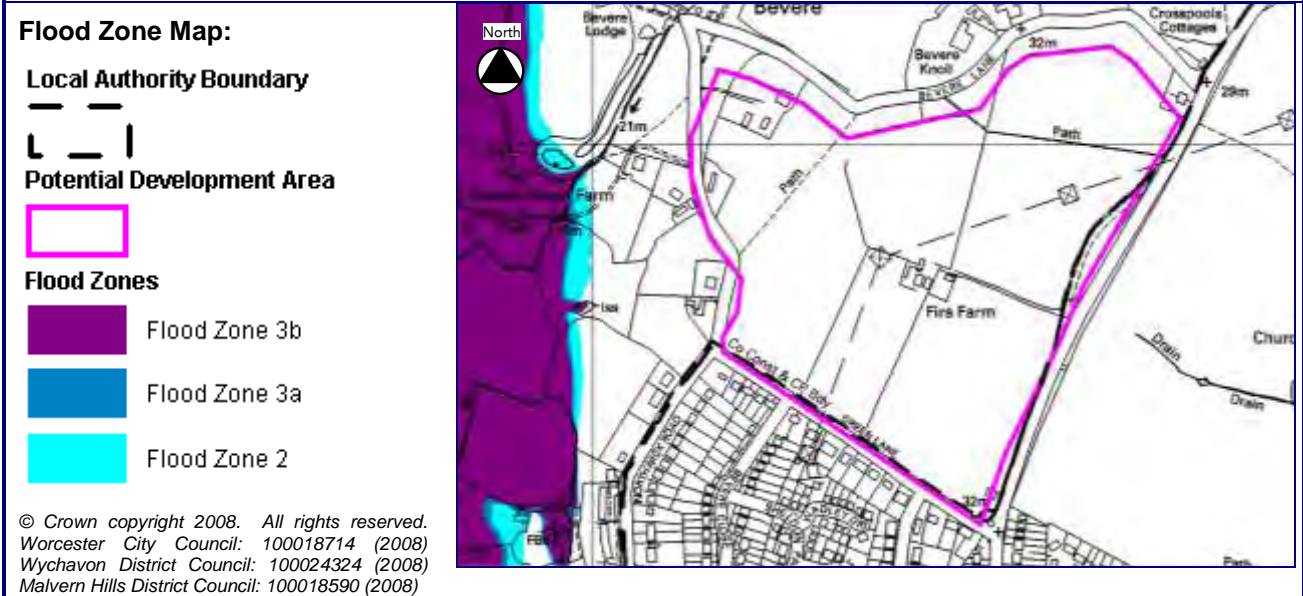 Flood Zone Map:
Local Authority Boundary
Potential Development Area
Flood Zones
Flood Zone 3b
Flood Zone 3a
Flood Zone 2
© Crown copyright 2008. All rights reserved.
Worcester City Council: 100018714 (2008)
Wychavon District Council: 100024324 (2008)
Malvern Hills District Council: 100018590 (2008)
North
Bevere
Lodge
Bevere
Crosspools
Cottages
32m
Bevere
Knoll
BEVERE LANE
29m
21m
Path
Path
Farm
Firs Farm
Drain
Drain
Co Const & CP Bdy
GREEN LANE
32m
Path